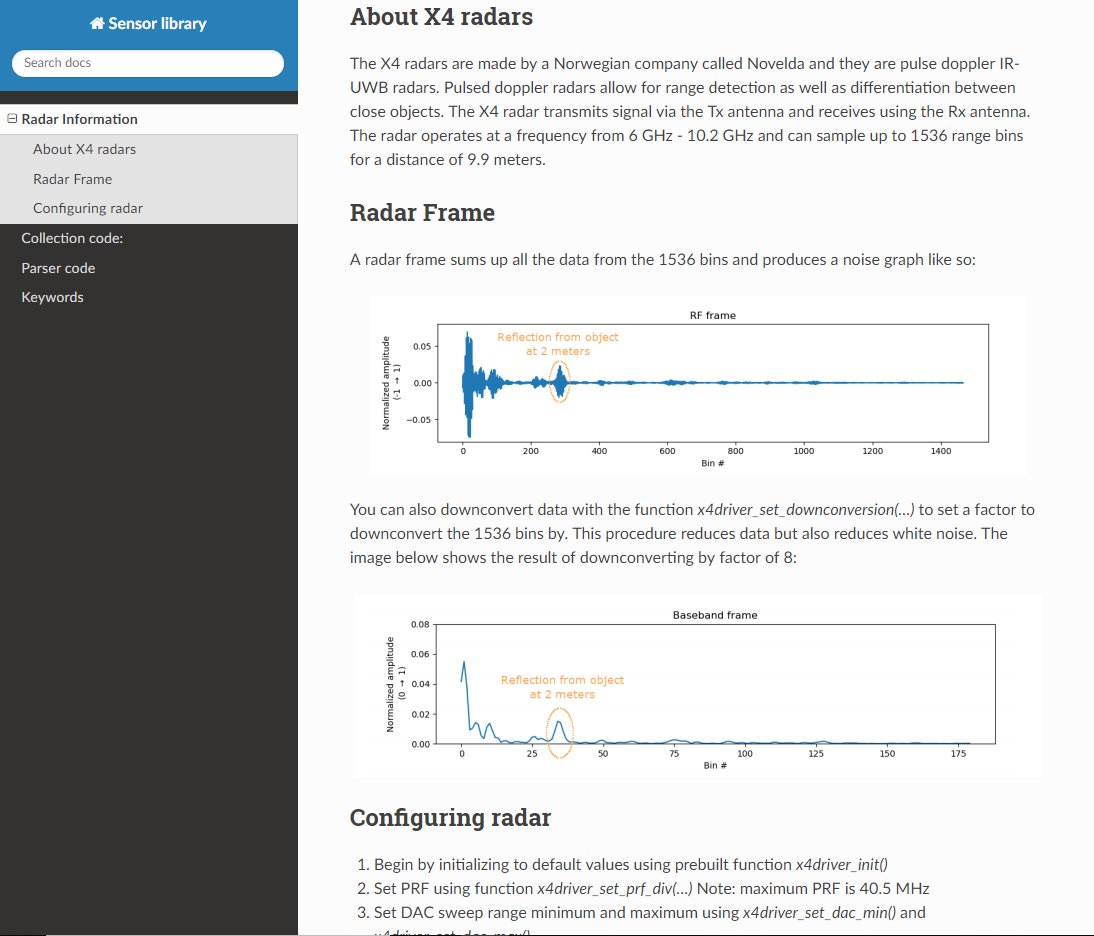 Sensor library
Search docs
Radar Information
About X4 radars
Radar Frame
Configuring radar
Collection code:
Parser code
Keywords
About X4 radars
The X4 radars are made by a Norwegian company called Novelda and they are pulse doppler IR-
UWB radars. Pulsed doppler radars allow for range detection as well as differentiation between
close objects. The X4 radar transmits signal via the Tx antenna and receives using the Rx antenna.
The radar operates at a frequency from 6 GHz - 10.2 GHz and can sample up to 1536 range bins
for a distance of 9.9 meters.
Radar Frame
A radar frame sums up all the data from the 1536 bins and produces a noise graph like so:
RF frame
Reflection from object
at 2 meters
Normalized amplitude
(-1 → 1)
0.05
0.00
−0.05
0 200 400 600 800 1000 1200 1400
Bin #
You can also downconvert data with the function x4driver_set_downconversion(...) to set a factor to
downconvert the 1536 bins by. This procedure reduces data but also reduces white noise. The
image below shows the result of downconverting by factor of 8:
Baseband frame
Reflection from object
at 2 meters
Normalized amplitude
(0 → 1)
0.08
0.06
0.04
0.02
0.00
0 25 50 75 100 125 150 175
Bin #
Configuring radar
1. Begin by initializing to default values using prebuilt function x4driver_init()
2. Set PRF using function x4driver_set_prf_div(...) Note: maximum PRF is 40.5 MHz
3. Set DAC sweep range minimum and maximum using x4driver_set_dac_min() and